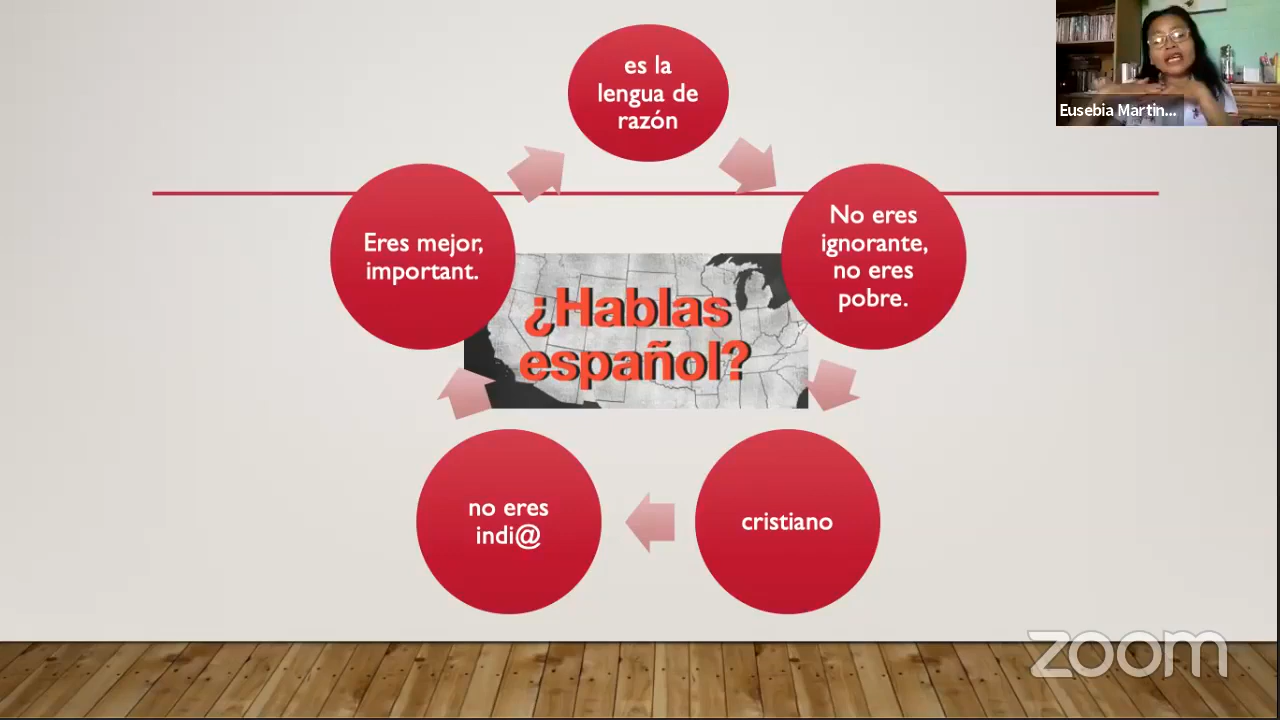 es la
lengua de
razón
Eusebia Martin...
No eres
ignorante,
no eres
pobre.
Eres mejor,
important.
¿Hablas
español?
no eres
indi@
cristiano
zoom